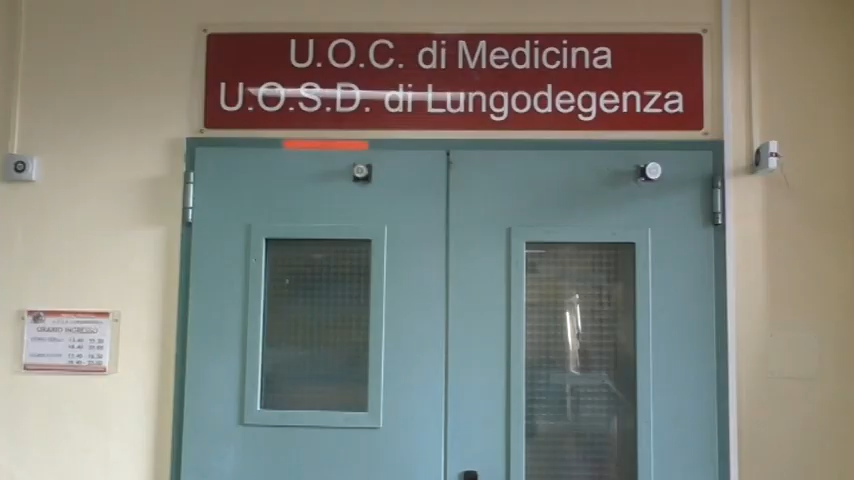 U.O.C. di Medicina
U.O.S.D. di Lungodegenza
ORARIO INGRESSO